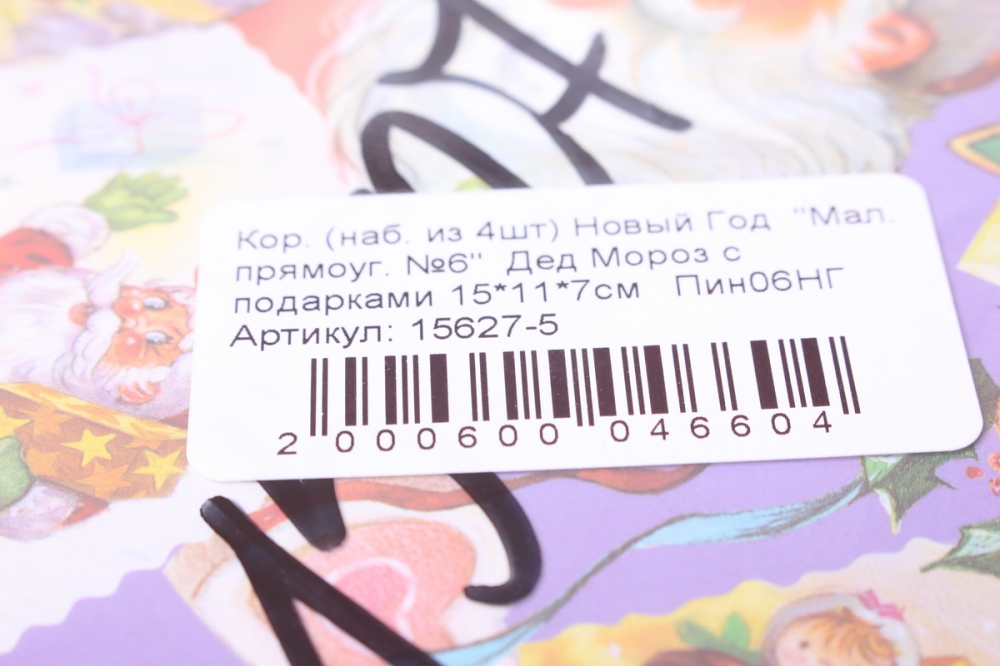 Кор. (наб. из 4шт) Новый Год "Мал.
прямоуг. №6" Дед Мороз с
подарками 15*11*7см Пин06НГ
Артикул: 15627-5
2 000600 046604